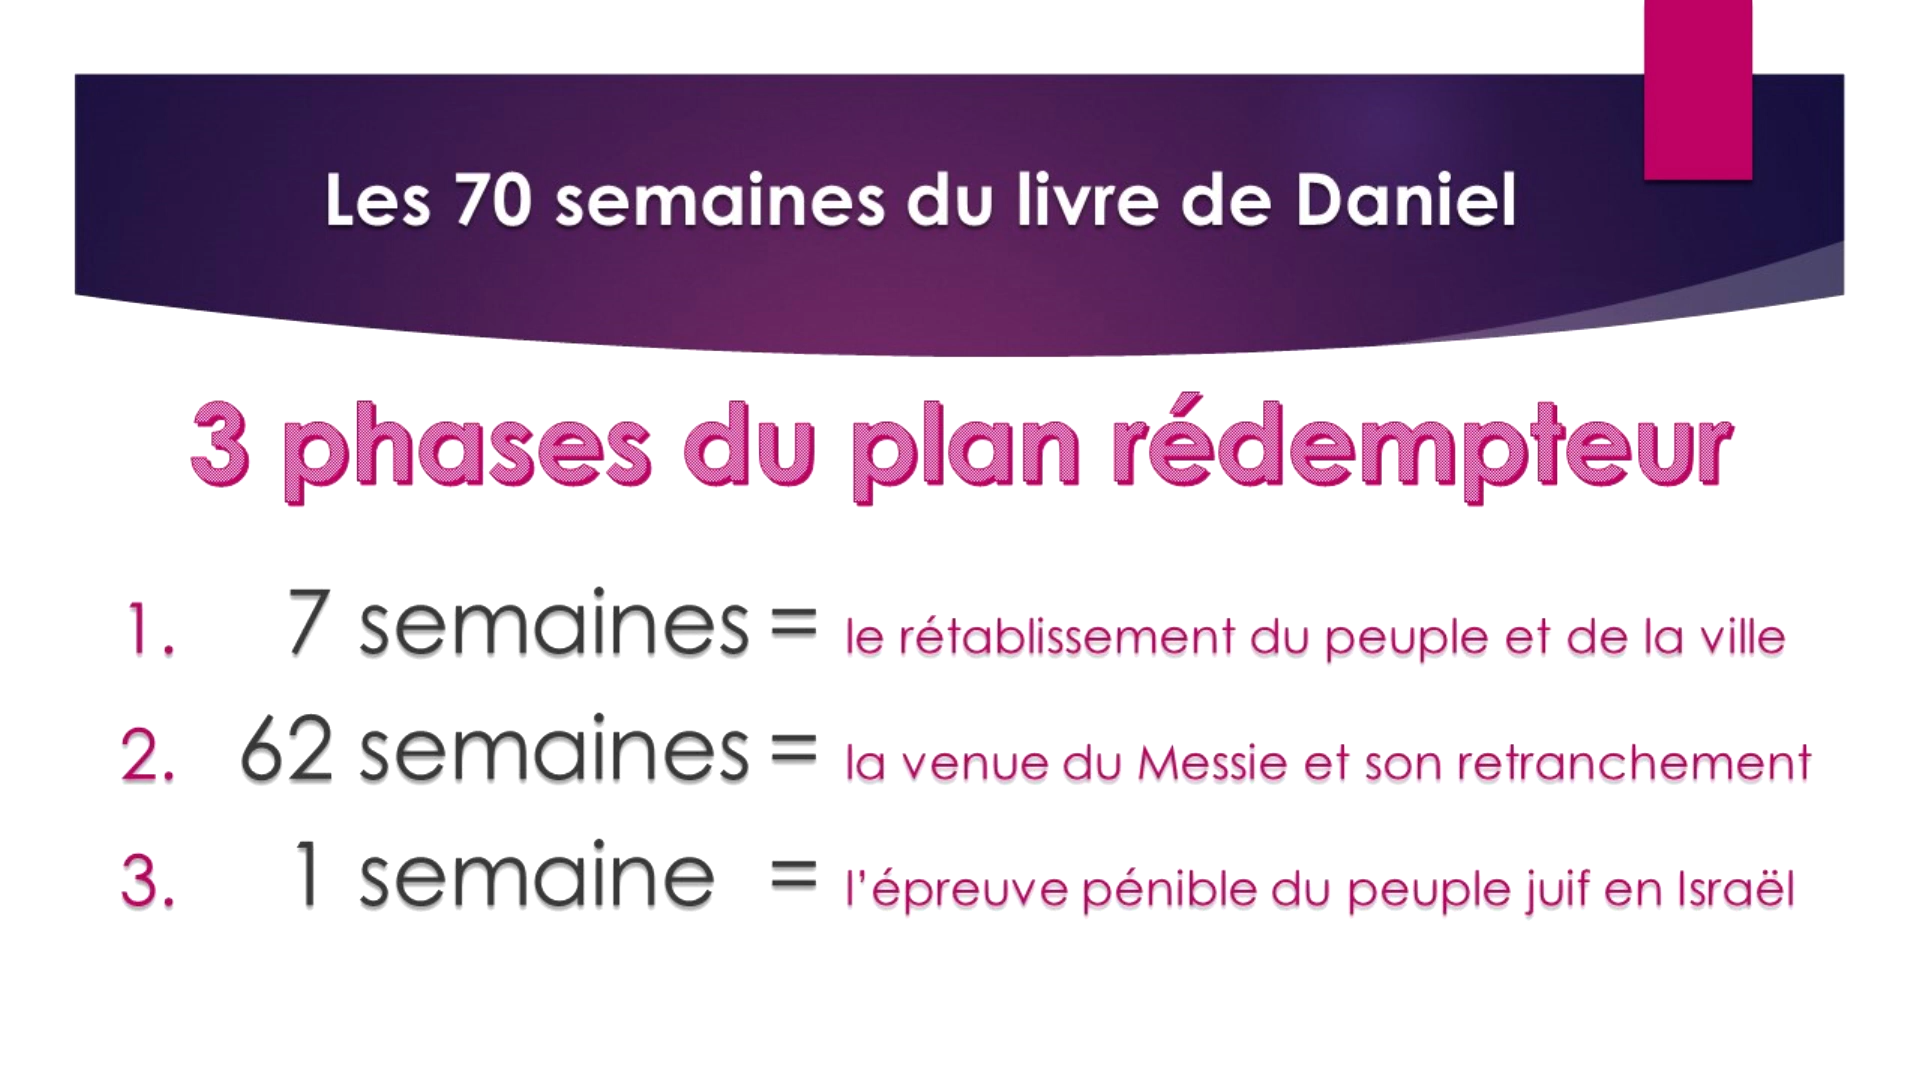 Les 70 semaines du livre de Daniel
3 phases du plan rédempteur
1. 7 semaines = le rétablissement du peuple et de la ville
2. 62 semaines = la venue du Messie et son retranchement
3. 1 semaine = l’épreuve pénible du peuple juif en Israël